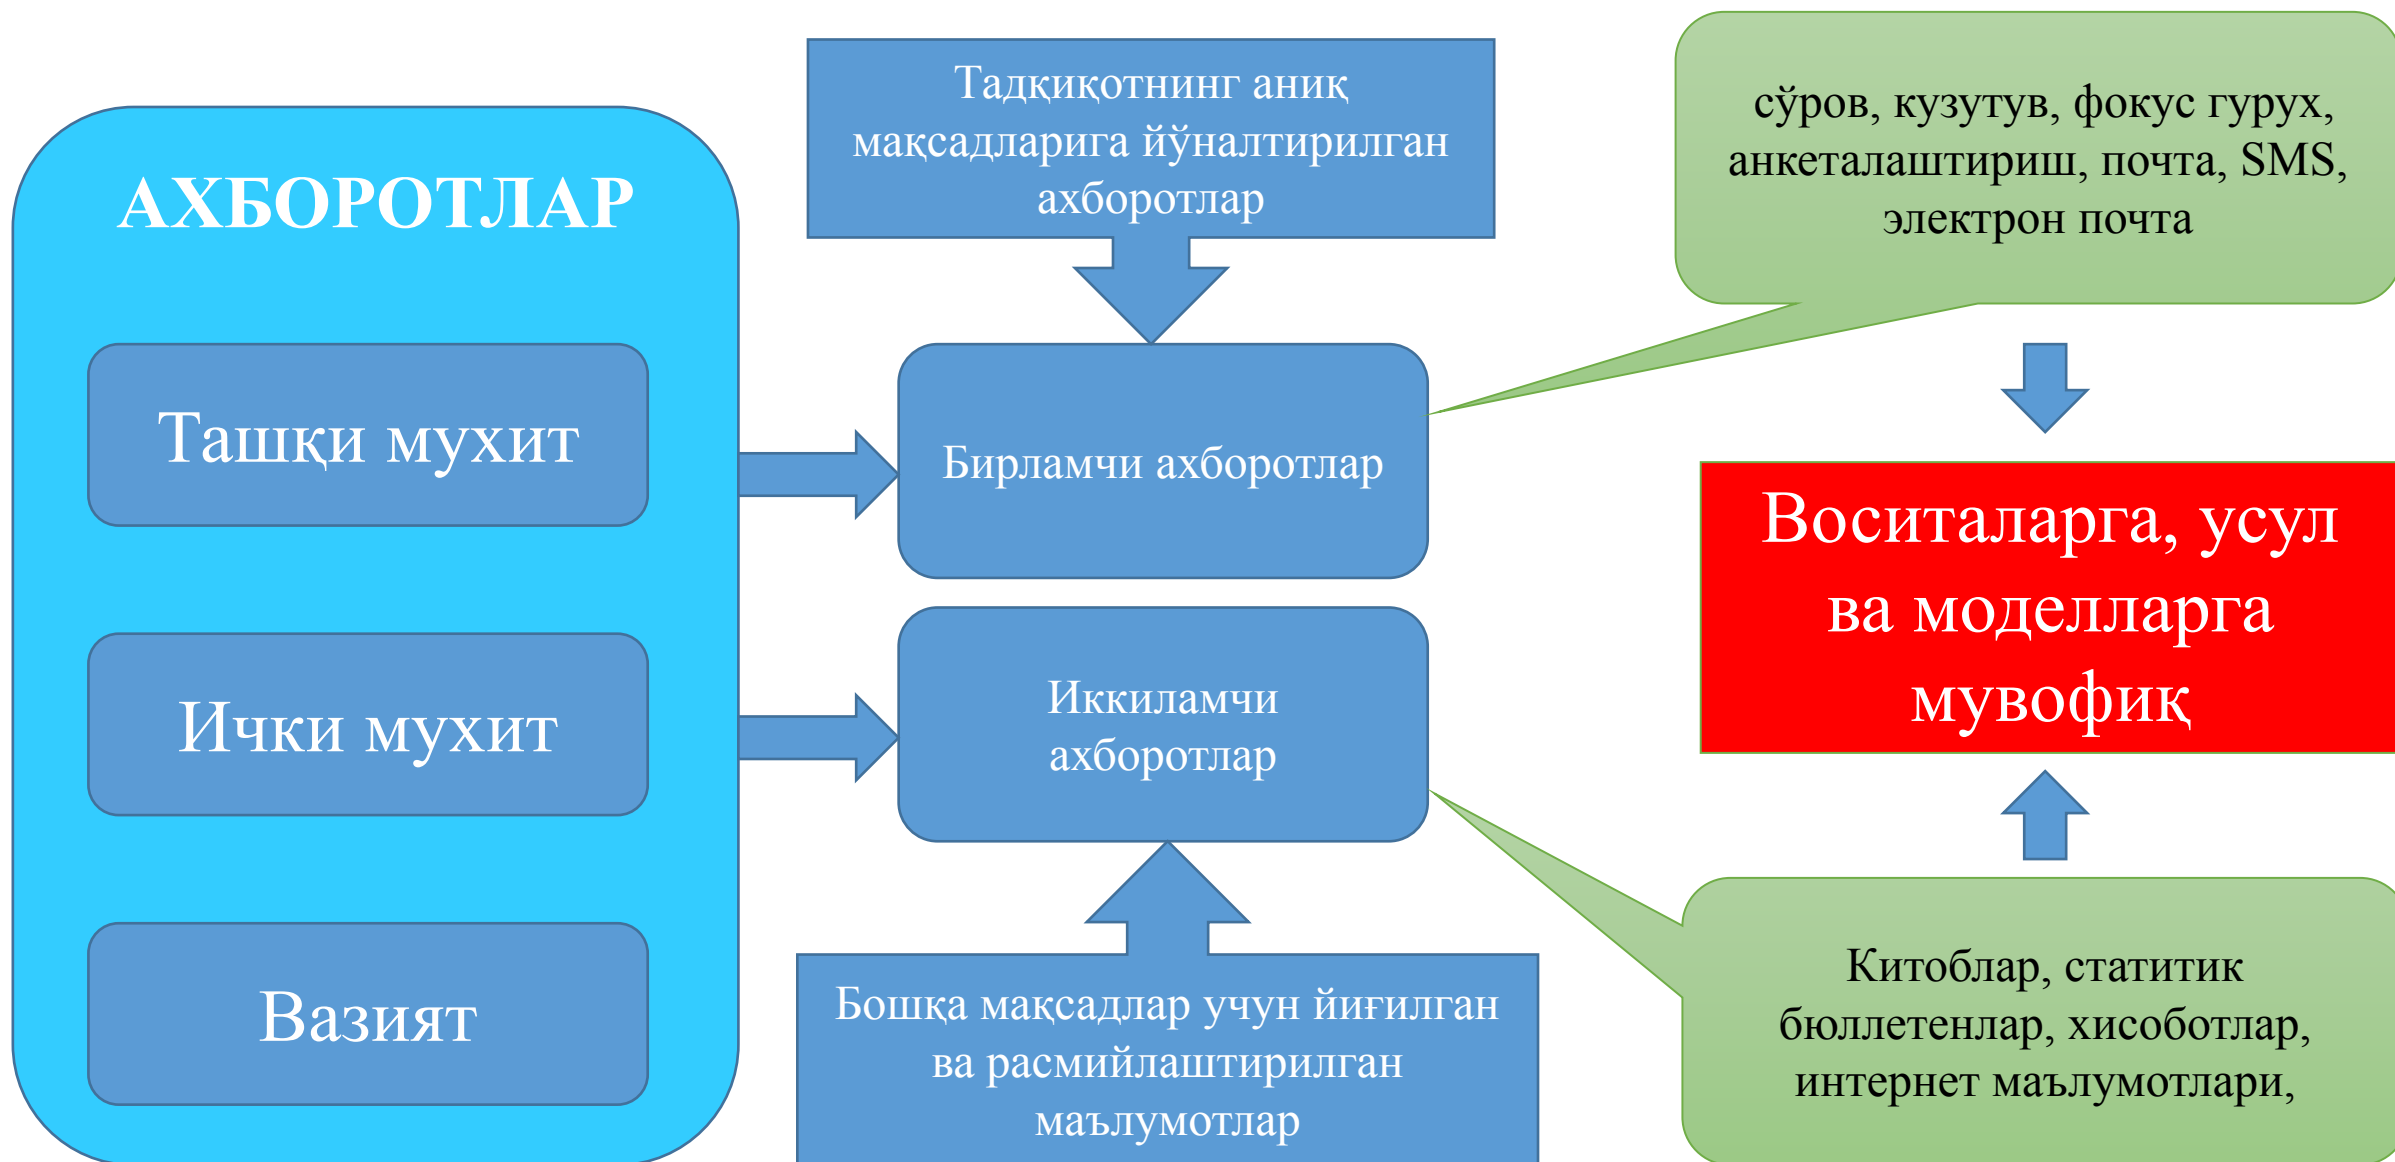 АХБОРОТЛАР
Ташқи мухит
Ички мухит
Вазият
Тадқиқотнинг аниқ
мақсадларига йўналтирилган
ахборотлар
Бирламчи ахборотлар
Иккиламчи
ахборотлар
Бошқа мақсадлар учун йиғилган
ва расмийлаштирилган
маълумотлар
сўров, кузутув, фокус гурух,
анкеталаштириш, почта, SMS,
электрон почта
Воситаларга, усул
ва моделларга
мувофиқ
Китоблар, статитик
бюллетенлар, хисоботлар,
интернет маълумотлари,